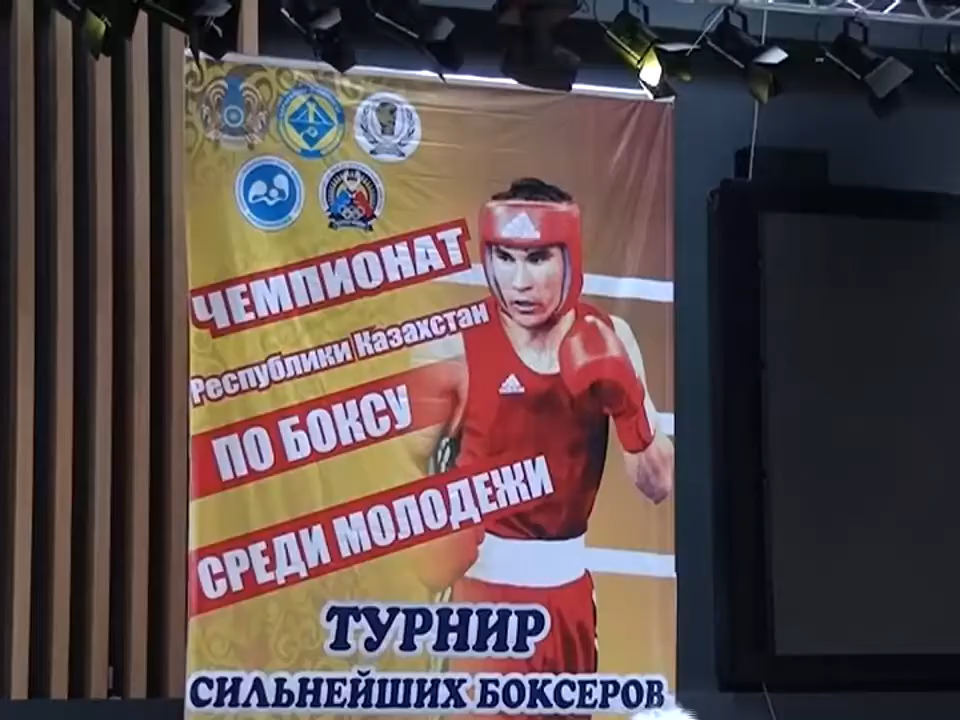 ЧЕМПИОНАТ
Республики Казахстан
ПО БОКСУ
СРЕДИ МОЛОДЕЖИ
ТУРНИР
СИЛЬНЕЙШИХ БОКСЕРОВ